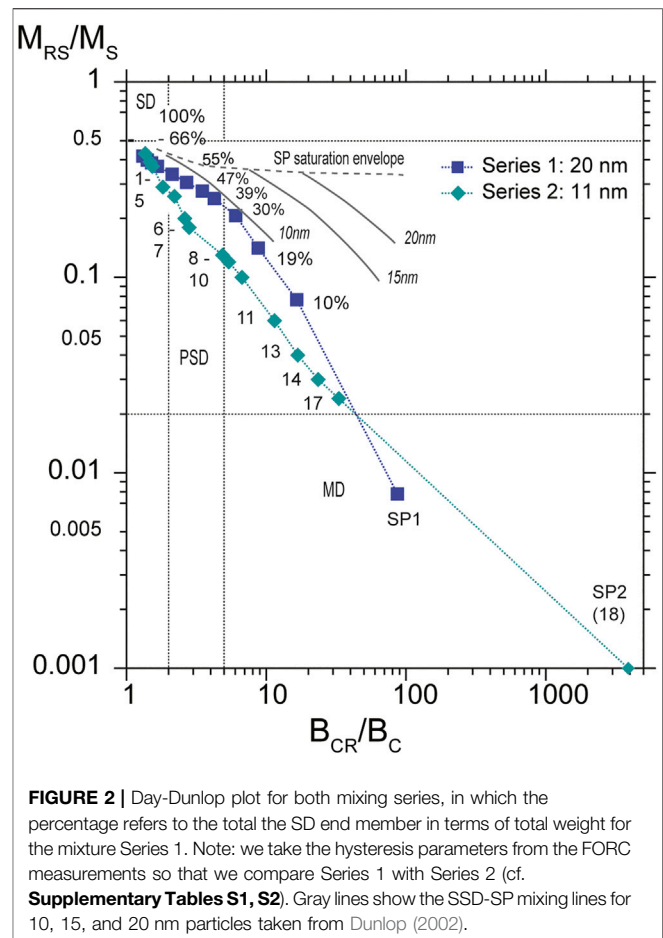 M_RS/M_S
1
SD
100%
- 66%
0.5
55%
SP saturation envelope
Series 1: 20 nm
47%
Series 2: 11 nm
39%
1-
30%
5
10nm
20nm
6 -
7
19%
15nm
8 -
0.1
10
10%
0.05
11
PSD
13
14
17
0.01
MD
0.005
SP1
SP2
(18)
0.001
1
10
100
1000
B_CR/B_C
FIGURE 2 | Day-Dunlop plot for both mixing series, in which the
percentage refers to the total the SD end member in terms of total weight for
the mixture Series 1. Note: we take the hysteresis parameters from the FORC
measurements so that we compare Series 1 with Series 2 (cf.
Supplementary Tables S1, S2). Gray lines show the SSD-SP mixing lines for
10, 15, and 20 nm particles taken from Dunlop (2002).